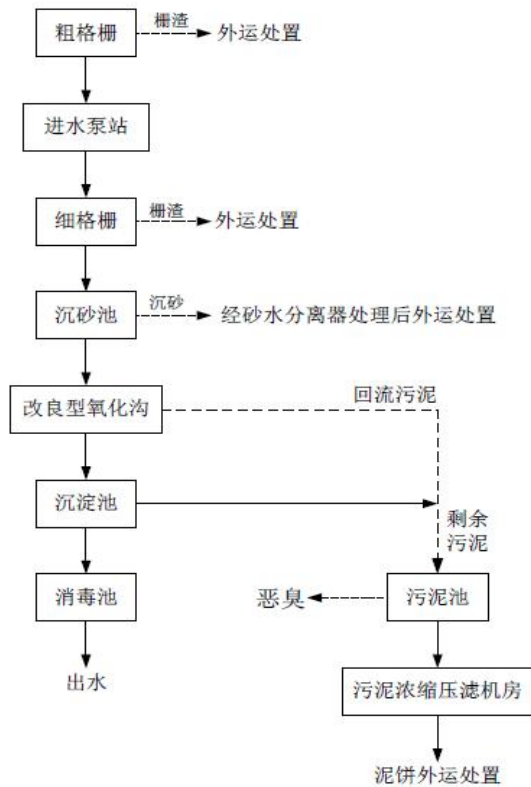 粗格栅
栅渣
外运处置
进水泵站
细格栅
栅渣
外运处置
沉砂池
沉砂
经砂水分离器处理后外运处置
改良型氧化沟
回流污泥
沉淀池
剩余
污泥
消毒池
恶臭
污泥池
出水
污泥浓缩压滤机房
泥饼外运处置